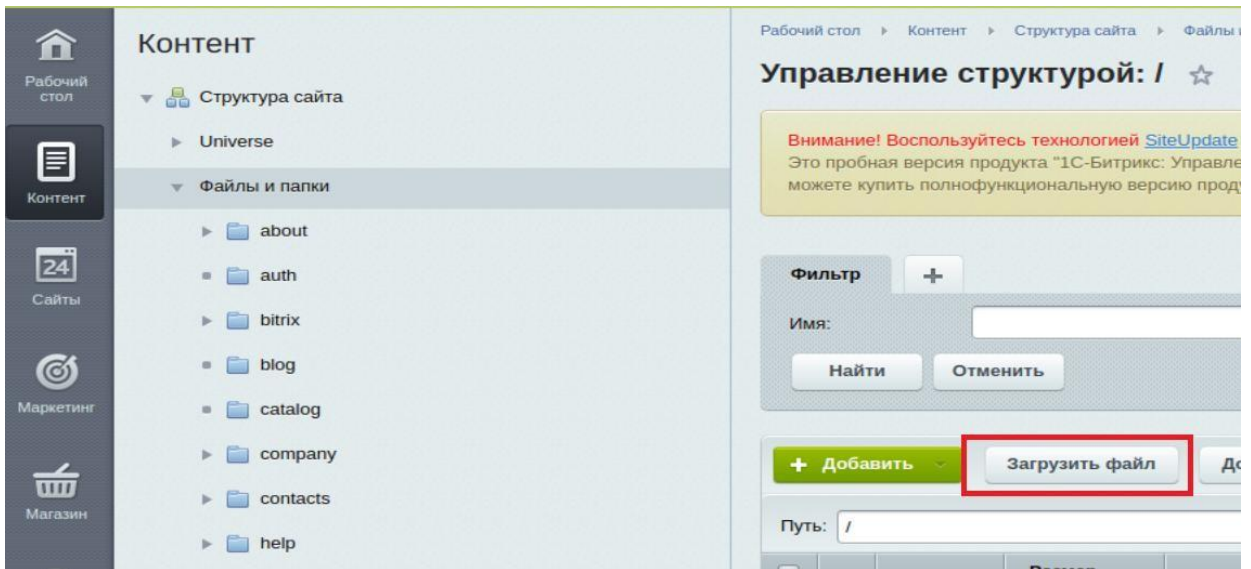 Рабочий
стол
Контент
Сайты
Маркетинг
Магазин
Контент
Структура сайта
Universe
Файлы и папки
about
auth
bitrix
blog
catalog
company
contacts
help
Рабочий стол Контент Структура сайта Файлы
Управление структурой: /
Внимание! Воспользуйтесь технологией SiteUpdate
Это пробная версия продукта "1С-Битрикс:
можете купить полнофункциональную версию
Фильтр
Имя:
Найти Отменить
+ Добавить Загрузить файл
Путь: /